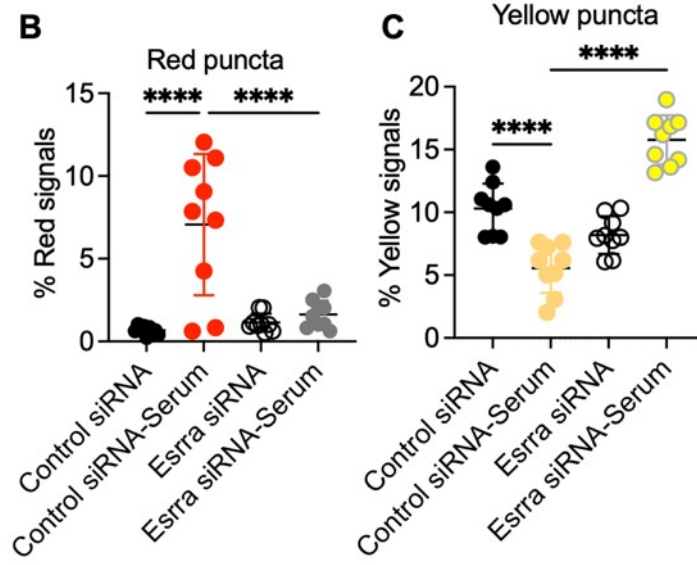 B
Red puncta
**** ****
% Red signals
15
10
5
0
Control siRNA
Control siRNA-Serum
Esrra siRNA
Esrra siRNA-Serum
C
Yellow puncta
****
****
% Yellow signals
20
15
10
5
0
Control siRNA
Control siRNA-Serum
Esrra siRNA
Esrra siRNA-Serum